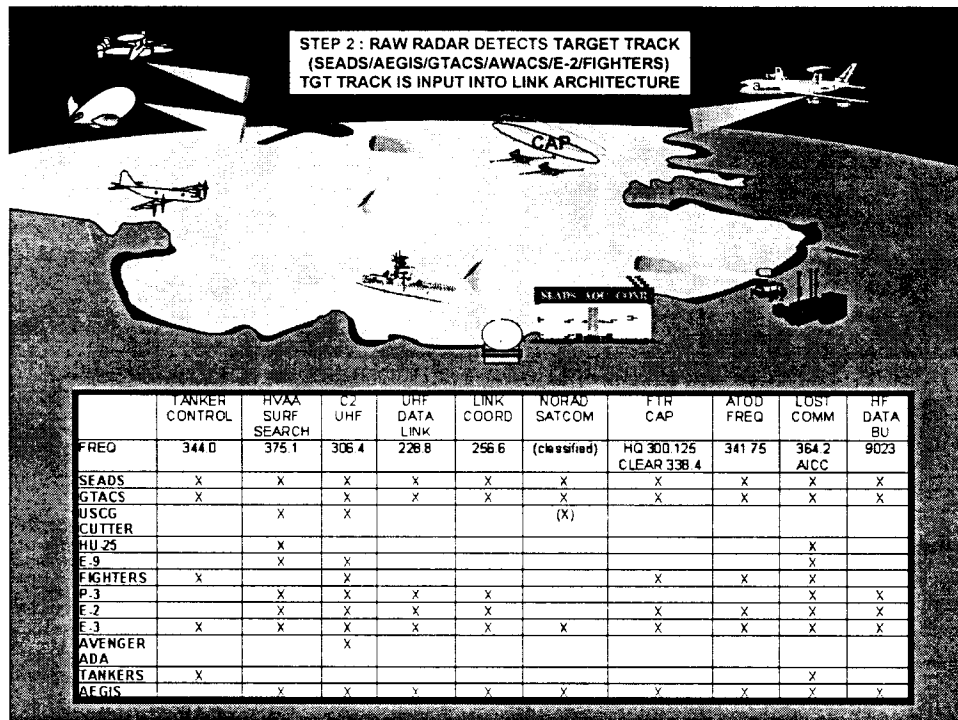 STEP 2 : RAW RADAR DETECTS TARGET TRACK
(SEADS/AEGIS/GTACS/AWACS/E-2/FIGHTERS)
TGT TRACK IS INPUT INTO LINK ARCHITECTURE
CAP
SEADS AOC CONR
TANKER CONTROL HVAA SURF SEARCH C2 UHF UHF DATA LINK LINK COORD NORAD SATCOM FTR CAP ATOD FREQ LOST COMM HF DATA BU
FREQ 344.0 375.1 306.4 228.8 256.6 (classified) HQ 300.125 CLEAR 338.4 341.75 364.2 AICC 9023
SEADS X X X X X X X X X X
GTACS X X X X X X X X X
USCG CUTTER X X (X)
HU-25 X X
E-9 X X X
FIGHTERS X X X X X
P-3 X X X X X X
E-2 X X X X X X X X
E-3 X X X X X X X X X X
AVENGER ADA X
TANKERS X X
AEGIS X X X X X X X X X